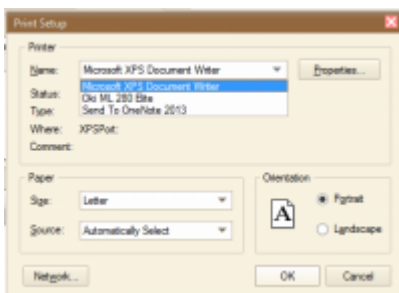 Print Setup
Printer
Name: Microsoft XPS Document Writer Properties...
Microsoft XPS Document Writer
Status: Oki ML 280 Elite
Type: Send To OneNote 2013
Where: XPSPort:
Comment:
Paper
Size: Letter
Source: Automatically Select
Orientation
A
Portrait
Landscape
Network...
OK
Cancel